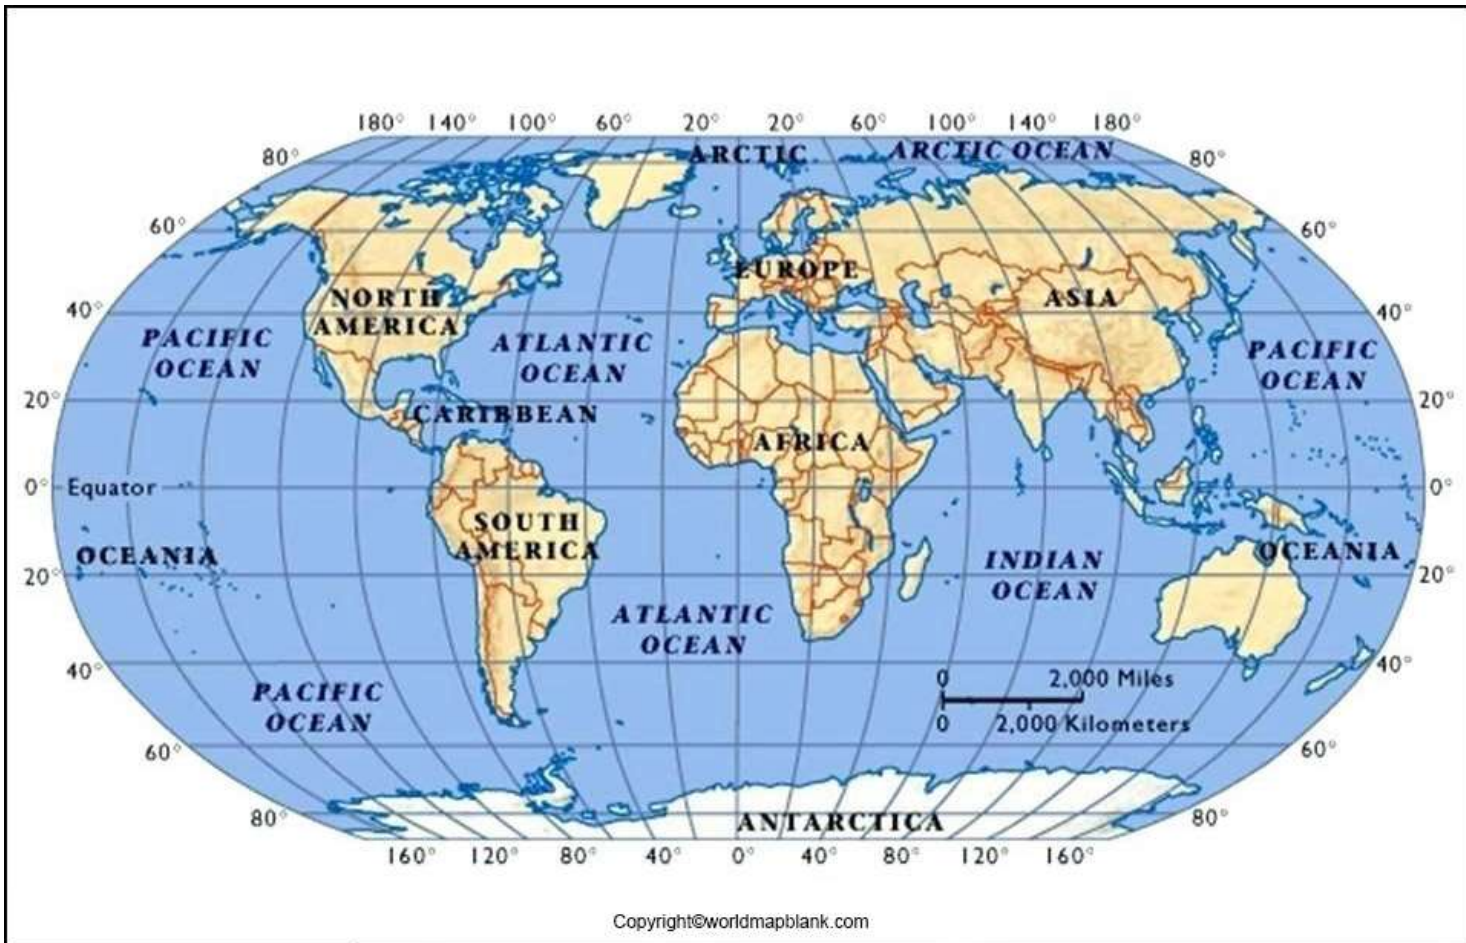 180° 140° 100° 60° 20° 20° 60° 100° 140° 180°
80° ARCTIC ARCTIC OCEAN 80°
60° 60°
EUROPE
NORTH
AMERICA
ASIA
40° 40°
PACIFIC
OCEAN
ATLANTIC
OCEAN
PACIFIC
OCEAN
20° 20°
CARIBBEAN
AFRICA
0° Equator 0°
SOUTH
AMERICA
OCEANIA OCEANIA
INDIAN
OCEAN
20° 20°
ATLANTIC
OCEAN
40° 40°
PACIFIC
OCEAN
0 2,000 Miles
0 2,000 Kilometers
60° 60°
80° 80°
ANTARCTICA
160° 120° 80° 40° 0° 40° 80° 120° 160°
Copyright©worldmapblank.com